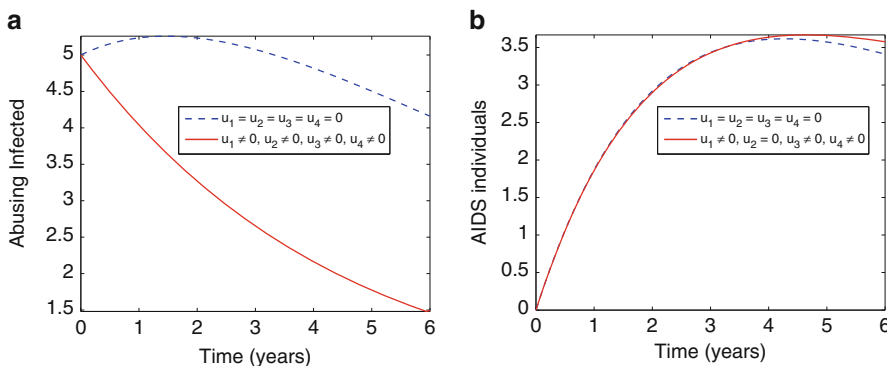 a
Abusing Infected
5
4.5
4
3.5
3
2.5
2
1.5
0 1 2 3 4 5 6
Time (years)
u₁ = u₂ = u₃ = u₄ = 0
u₁ ≠ 0, u₂ ≠ 0, u₃ ≠ 0, u₄ ≠ 0
b
AIDS individuals
3.5
3
2.5
2
1.5
1
0.5
0
0 1 2 3 4 5 6
Time (years)
u₁ = u₂ = u₃ = u₄ = 0
u₁ ≠ 0, u₂ = 0, u₃ ≠ 0, u₄ ≠ 0